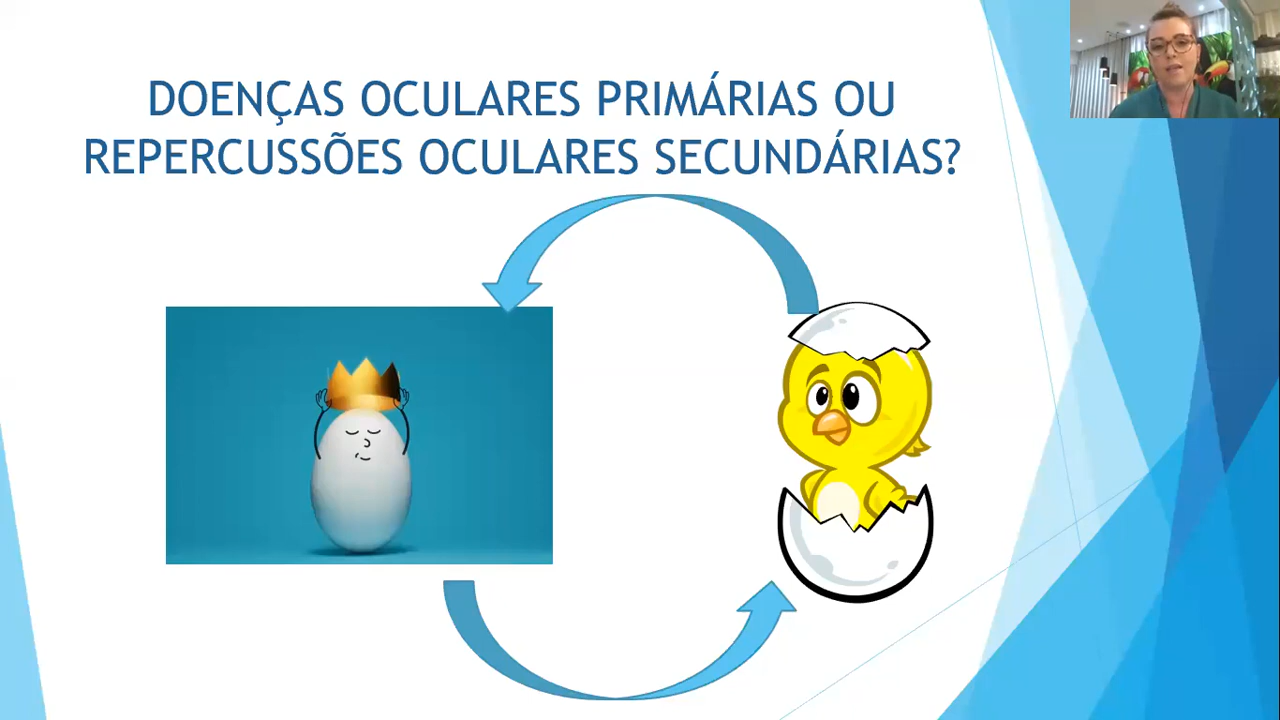 DOENÇAS OCULARES PRIMÁRIAS OU
REPERCUSSÕES OCULARES SECUNDÁRIAS?